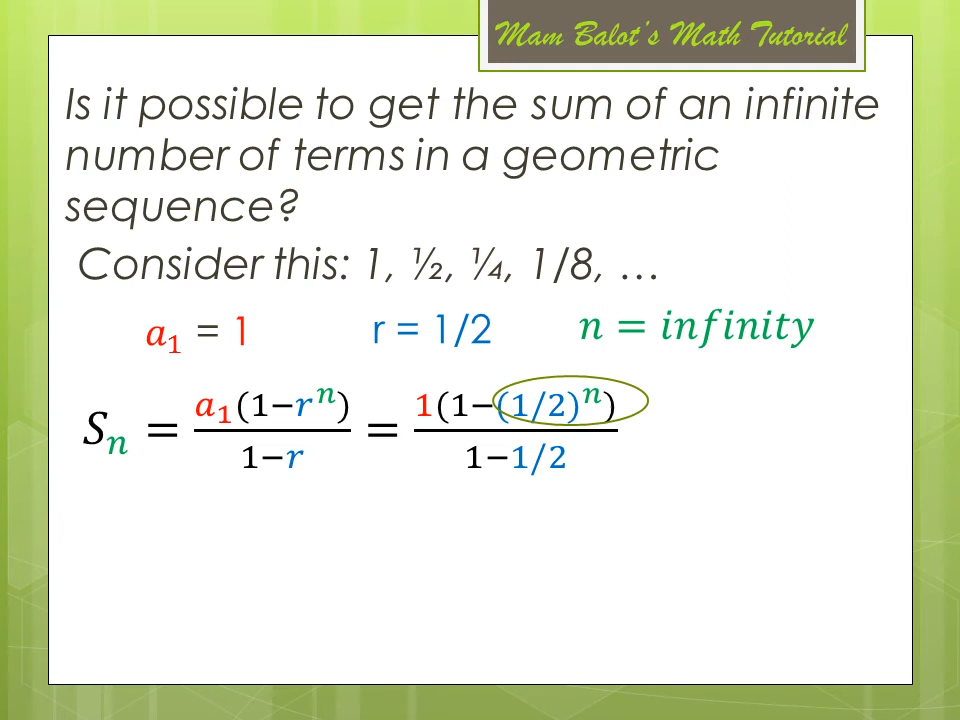 Mam Balot's Math Tutorial
Is it possible to get the sum of an infinite
number of terms in a geometric
sequence?
Consider this: 1, ½, ¼, 1/8, …
a₁ = 1 r = 1/2 n = infinity
Sₙ = a₁(1−rⁿ)/1−r = 1(1−(1/2)ⁿ)/1−1/2